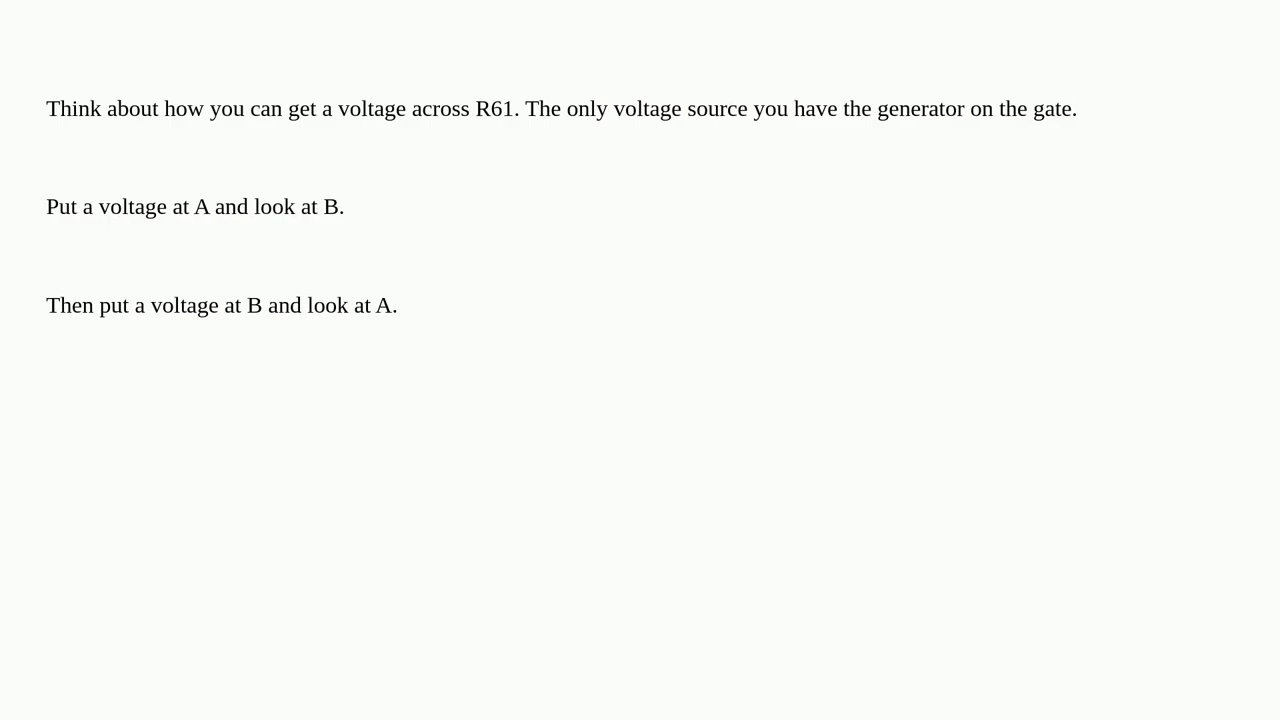 Think about how you can get a voltage across R61. The only voltage source you have the generator on the gate.
Put a voltage at A and look at B.
Then put a voltage at B and look at A.